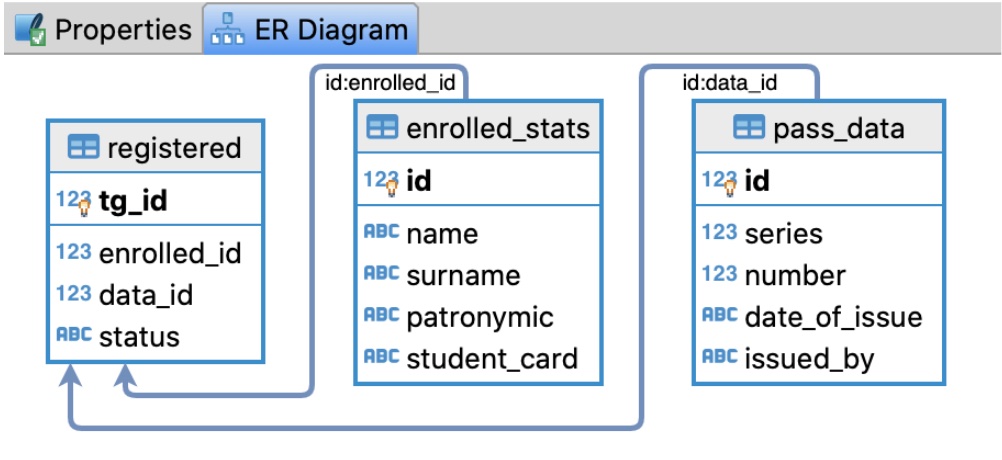 Properties
ER Diagram
id:enrolled_id
id:data_id
registered
123 tg_id
123 enrolled_id
123 data_id
ABC status
enrolled_stats
123 id
ABC name
ABC surname
ABC patronymic
ABC student_card
pass_data
123 id
123 series
123 number
ABC date_of_issue
ABC issued_by